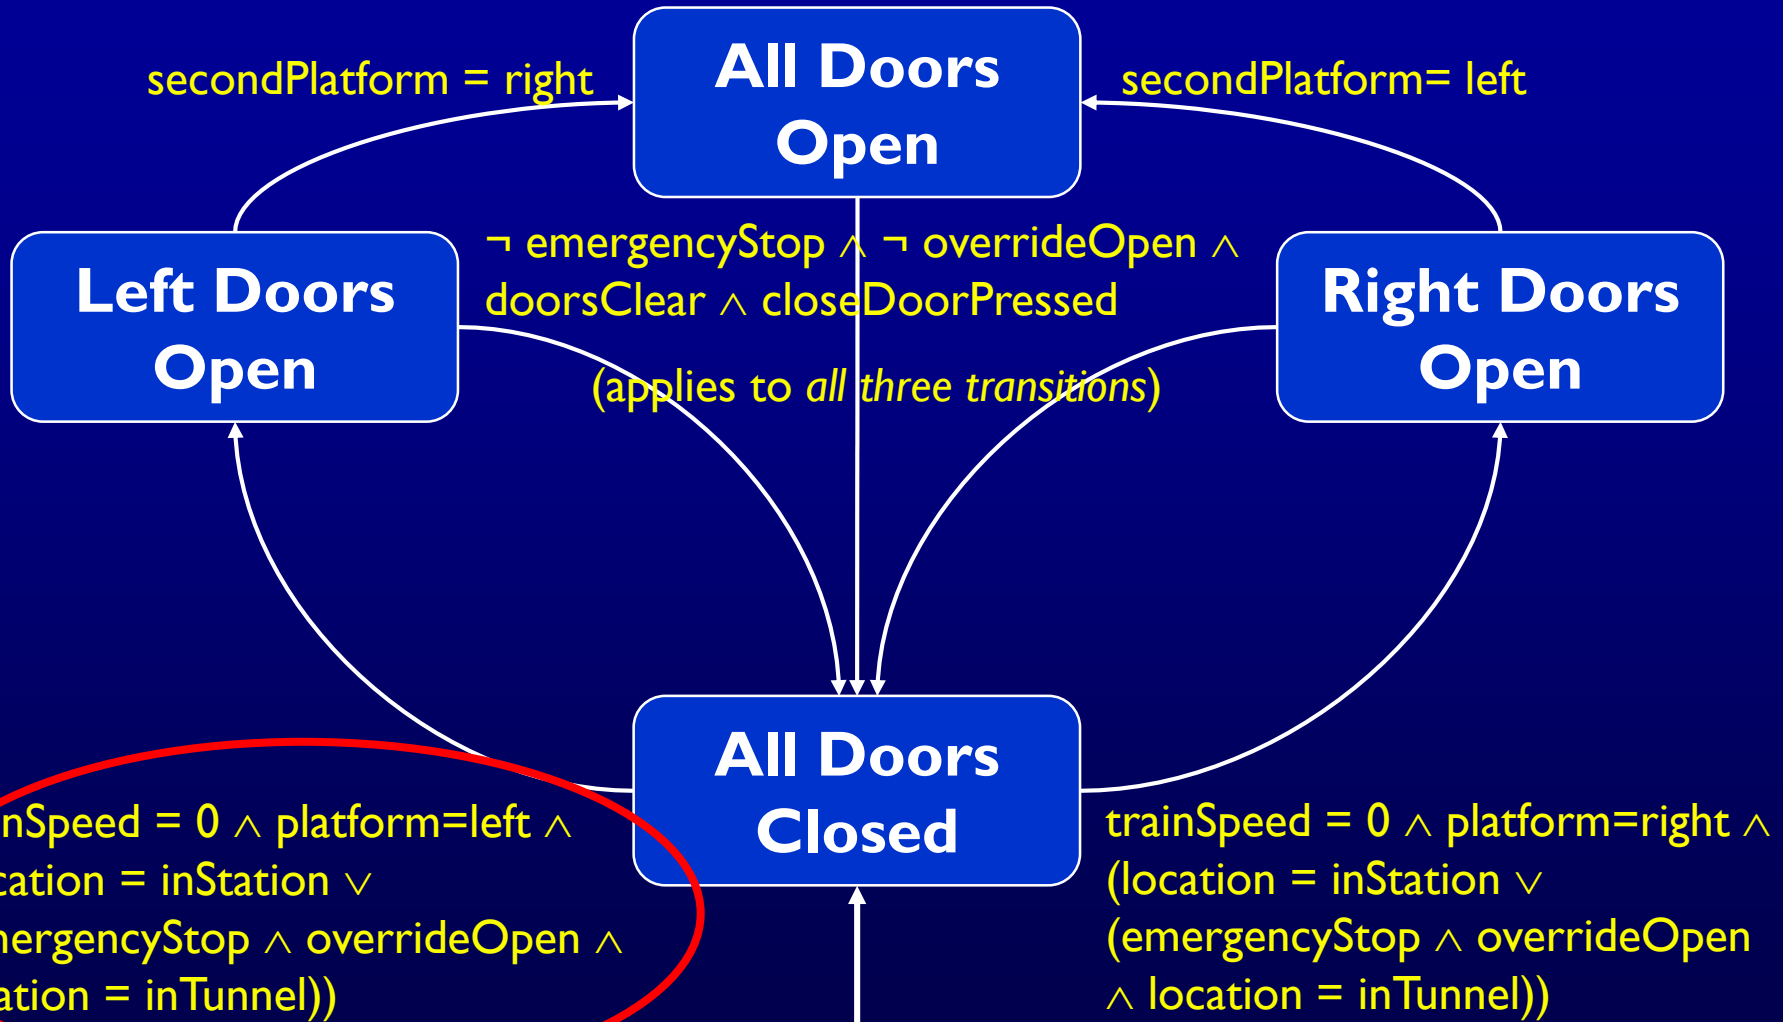 All Doors
Open
secondPlatform = right
secondPlatform= left
¬ emergencyStop ∧ ¬ overrideOpen ∧
doorsClear ∧ closeDoorPressed
(applies to all three transitions)
Left Doors
Open
Right Doors
Open
All Doors
Closed
= 0 ∧ platform=left ∧
= inStation ∨
∧ overrideOpen ∧
= inTunnel))
trainSpeed = 0 ∧ platform=right ∧
(location = inStation ∨
(emergencyStop ∧ overrideOpen
∧ location = inTunnel))